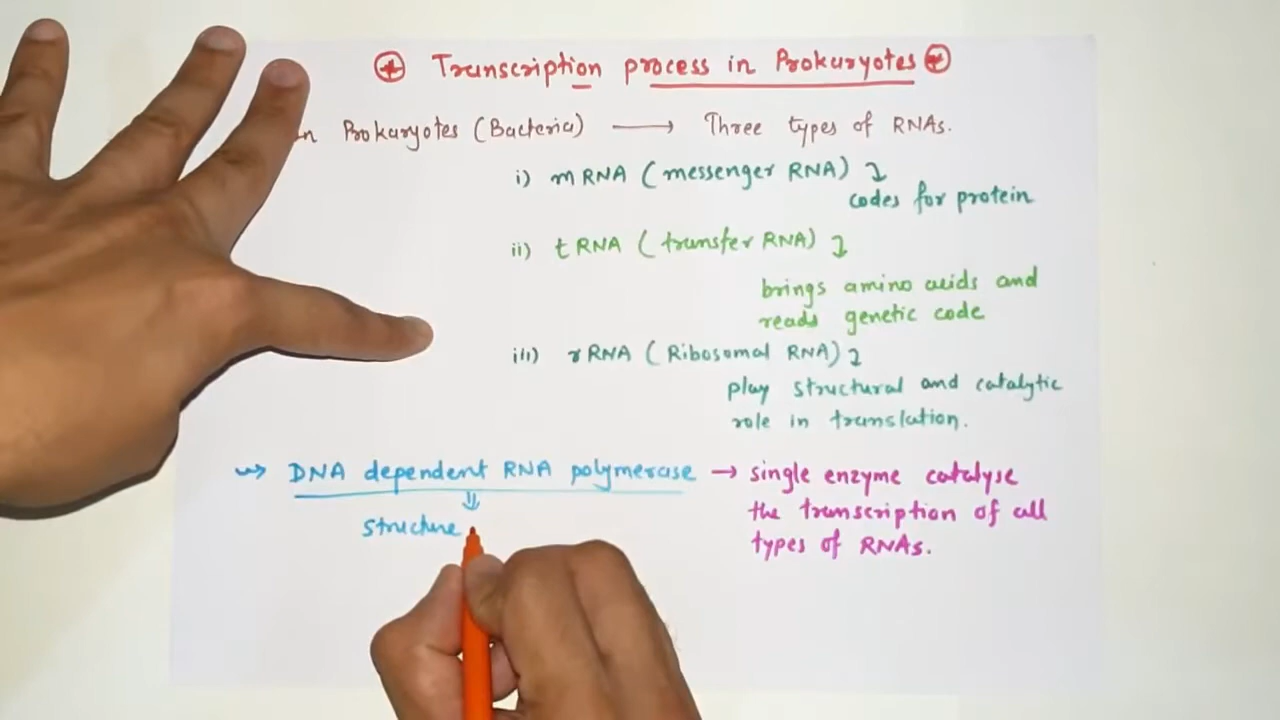 Transcription process in Prokaryotes
n Prokaryotes (Bacteria) → Three types of RNAs.
i) mRNA (messenger RNA)
codes for protein
ii) tRNA (transfer RNA)
brings amino acids and
reads genetic code
iii) rRNA (Ribosomal RNA)
play structural and catalytic
role in translation.
DNA dependent RNA polymerase → single enzyme catalyse
the transcription of all
structure
types of RNAs.